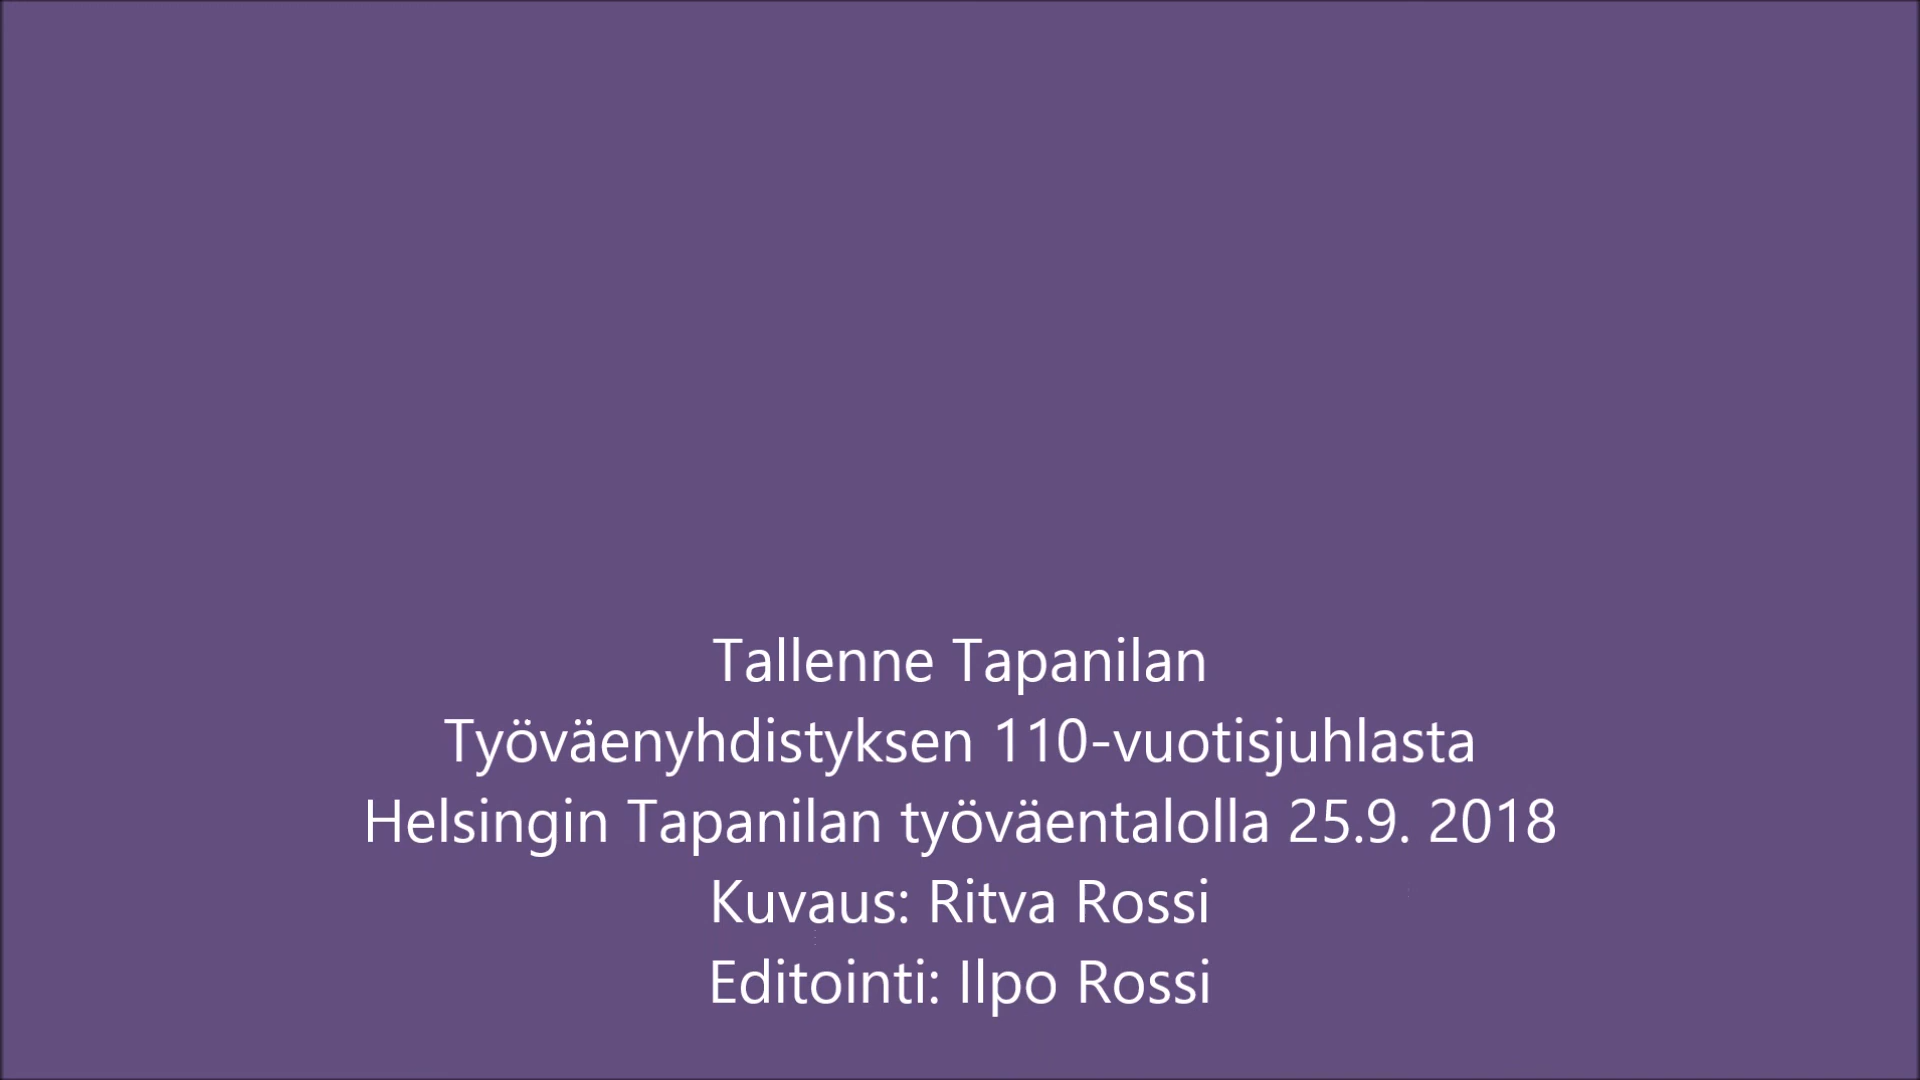 Tallenne Tapanilan
Työväenyhdistyksen 110-vuotisjuhlasta
Helsingin Tapanilan työväentalolla 25.9. 2018
Kuvaus: Ritva Rossi
Editointi: Ilpo Rossi